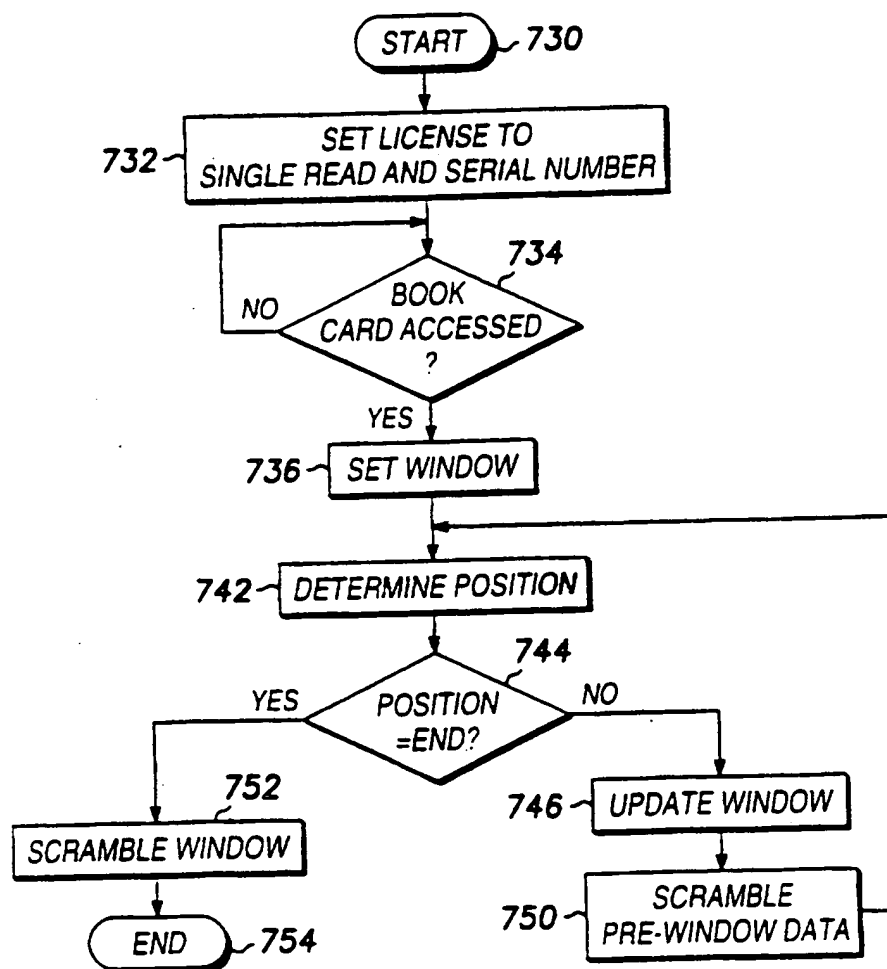 START
730
732
SET LICENSE TO
SINGLE READ AND SERIAL NUMBER
734
NO
BOOK
CARD ACCESSED
?
YES
736
SET WINDOW
742
DETERMINE POSITION
744
YES
POSITION
=END?
NO
752
SCRAMBLE WINDOW
746
UPDATE WINDOW
750
SCRAMBLE
PRE-WINDOW DATA
END
754